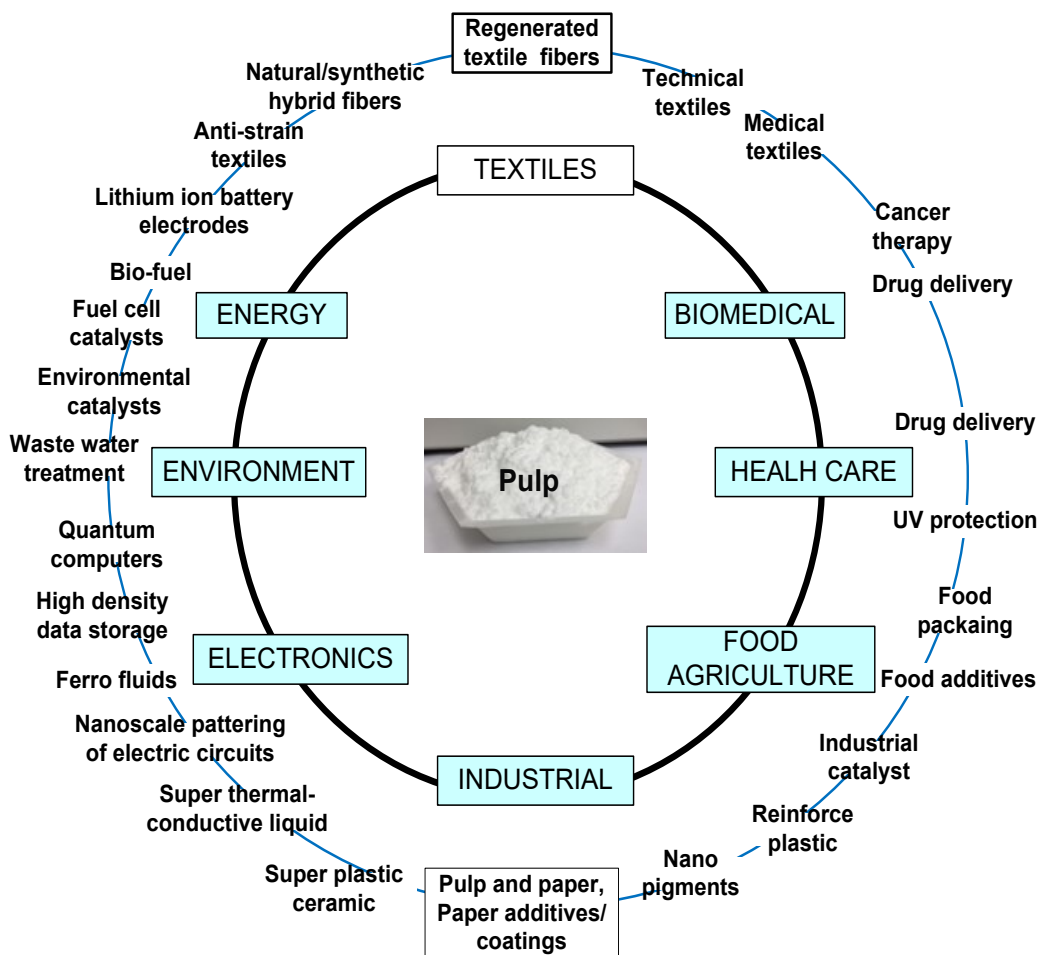 Regenerated
textile fibers
Natural/synthetic
hybrid fibers
Technical
textiles
Anti-strain
textiles
Medical
textiles
TEXTILES
Lithium ion battery
electrodes
Cancer
therapy
Bio-fuel
Drug delivery
Fuel cell
catalysts
ENERGY
BIOMEDICAL
Environmental
catalysts
Waste water
treatment
Drug delivery
ENVIRONMENT
Pulp
HEALH CARE
Quantum
computers
UV protection
High density
data storage
Food
packaing
ELECTRONICS
FOOD
AGRICULTURE
Ferro fluids
Food additives
Nanoscale pattering
of electric circuits
Industrial
catalyst
INDUSTRIAL
Super thermal-
conductive liquid
Reinforce
plastic
Super plastic
ceramic
Nano
pigments
Pulp and paper,
Paper additives/
coatings